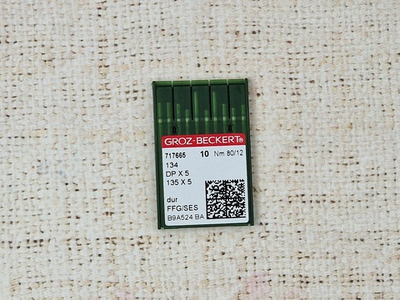 GROZ-BECKERT®
717665 10 Nm 80/12
134
DP X 5
135 X 5
dur
FFG/SES
B9A524 BA